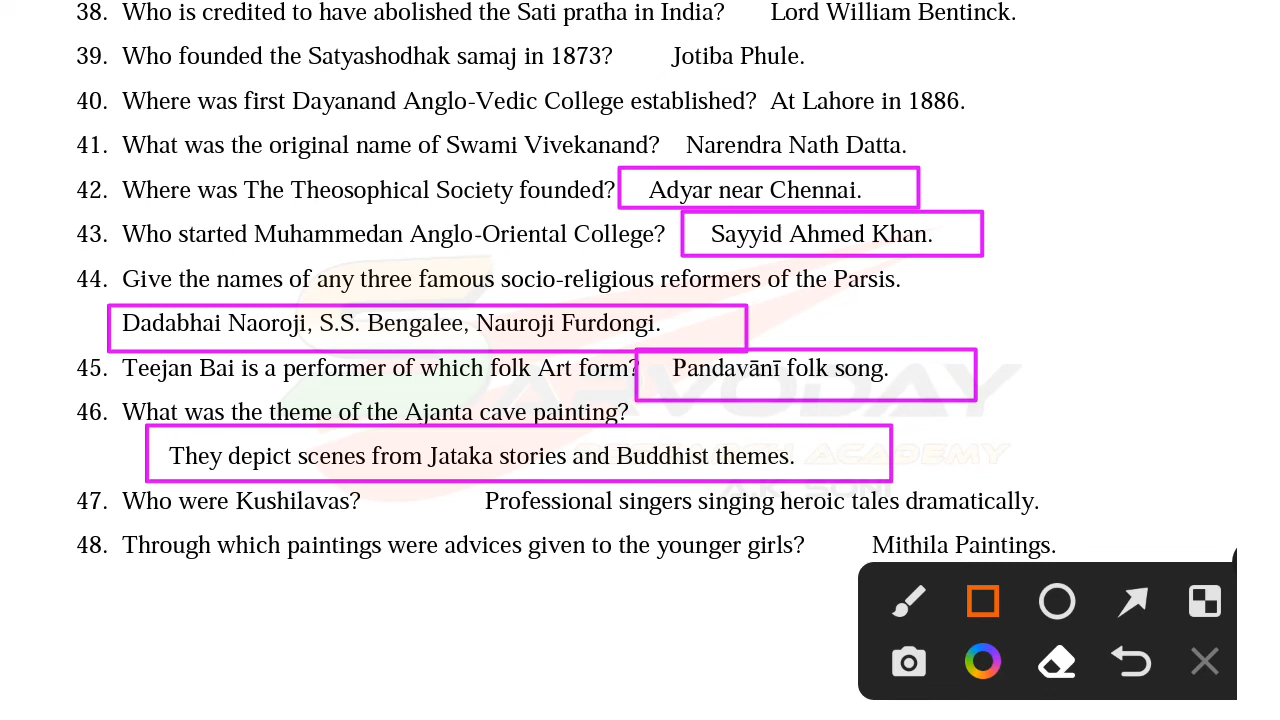 38. Who is credited to have abolished the Sati pratha in India? Lord William Bentinck.
39. Who founded the Satyashodhak samaj in 1873? Jotiba Phule.
40. Where was first Dayanand Anglo-Vedic College established? At Lahore in 1886.
41. What was the original name of Swami Vivekanand? Narendra Nath Datta.
42. Where was The Theosophical Society founded? Adyar near Chennai.
43. Who started Muhammedan Anglo-Oriental College? Sayyid Ahmed Khan.
44. Give the names of any three famous socio-religious reformers of the Parsis.
Dadabhai Naoroji, S.S. Bengalee, Nauroji Furdongi.
45. Teejan Bai is a performer of which folk Art form? Pandavānī folk song.
46. What was the theme of the Ajanta cave painting?
They depict scenes from Jataka stories and Buddhist themes.
47. Who were Kushilavas? Professional singers singing heroic tales dramatically.
48. Through which paintings were advices given to the younger girls? Mithila Paintings.
SARVODAY
ACADEMY